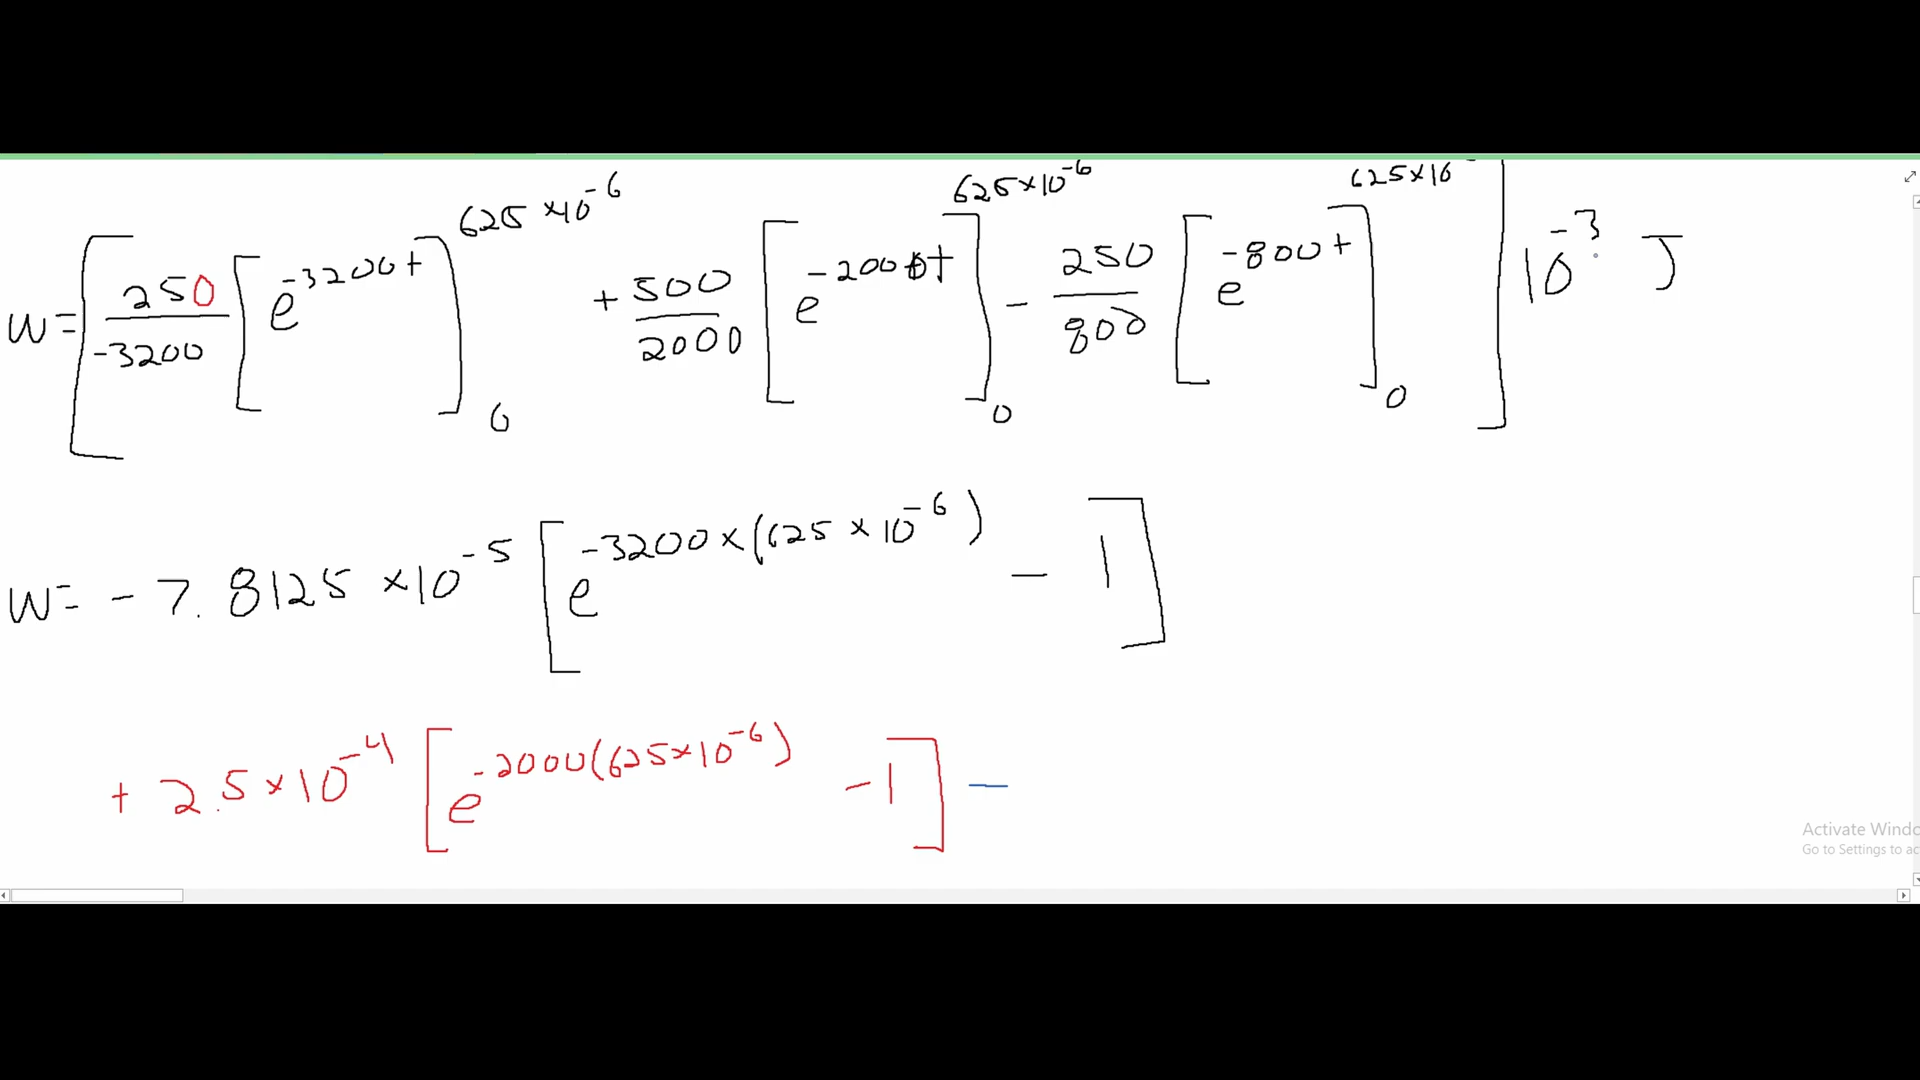 W = [ 250/-3200 [ e^-3200t ]_0^625×10^-6 + 500/2000 [ e^-2000t ]_0^625×10^-6 - 250/800 [ e^-800t ]_0^625×10 ] 10^-3 J
W = - 7.8125 ×10^-5 [ e^-3200×(625×10^-6) - 1 ]
+ 2.5×10^-4 [ e^-2000(625×10^-6) - 1 ] -
Activate Windo
Go to Settings to ac